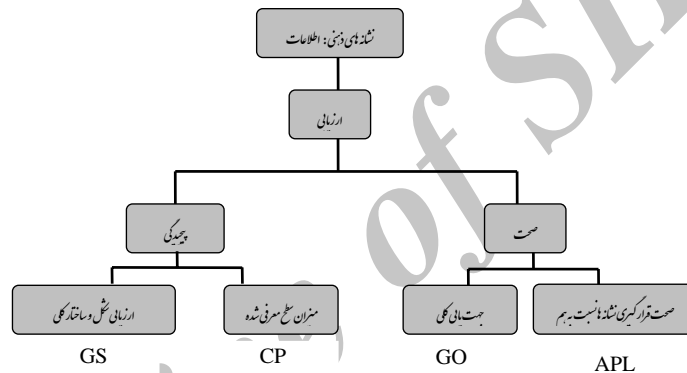 نشانه های ذهنی: اطلاعات
ارزیابی
صحت
پیچیدگی
صحت قرارگیری نشانه ها نسبت به هم
جهت یابی کلی
میزان سطح معرفی شده
ارزیابی شکل و ساختار کلی
APL
GO
CP
GS
of